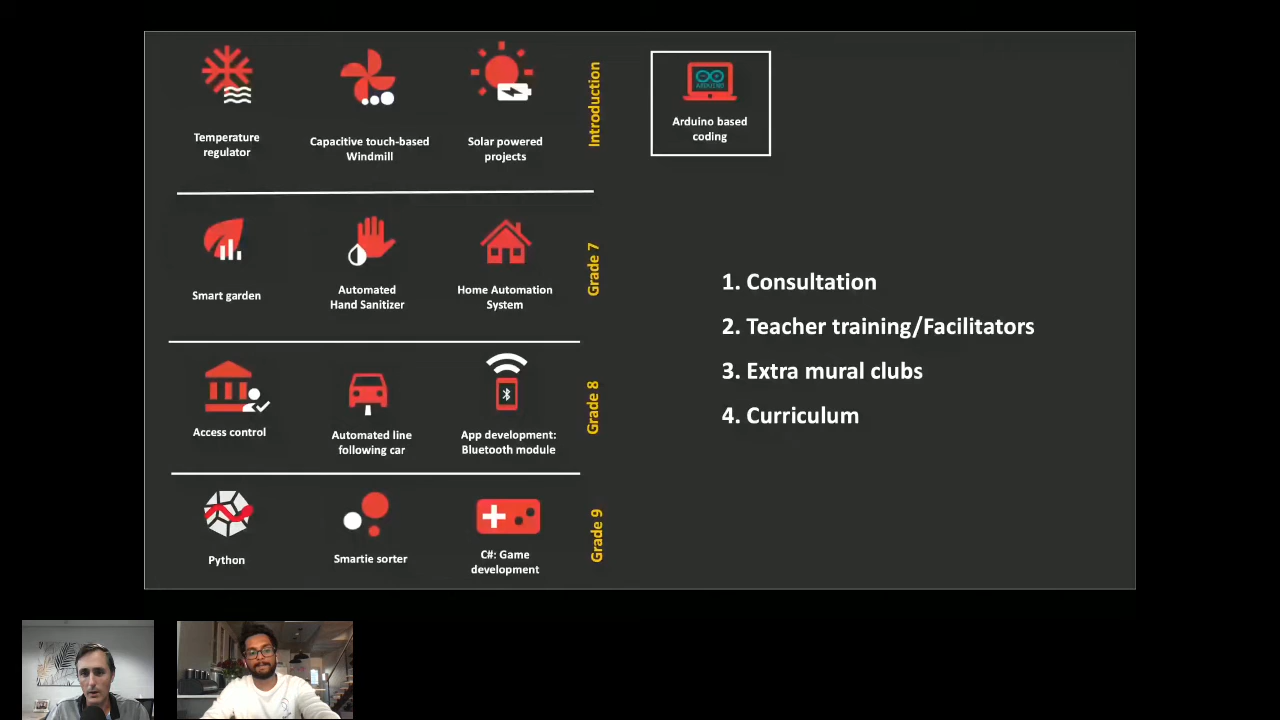 Temperature
regulator
Capacitive touch-based
Windmill
Solar powered
projects
Introduction
Smart garden
Automated
Hand Sanitizer
Home Automation
System
Grade 7
Access control
Automated line
following car
App development:
Bluetooth module
Grade 8
Python
Smartie sorter
C#: Game
development
Grade 9
ARDUINO
Arduino based
coding
1. Consultation
2. Teacher training/Facilitators
3. Extra mural clubs
4. Curriculum